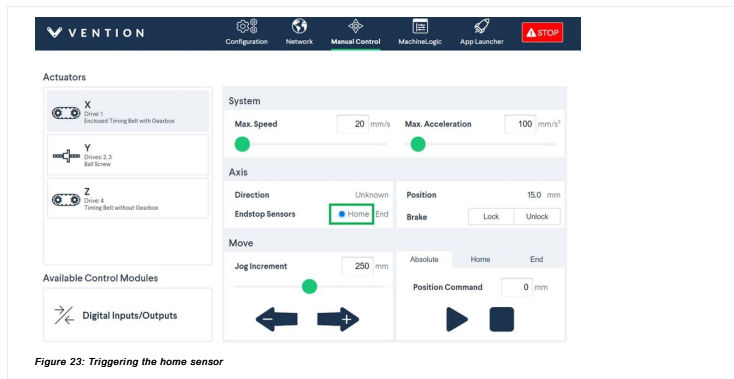 VENTION
Configuration Network Manual Control MachineLogic App Launcher STOP
Actuators
X
Drive: 1
Enclosed Timing Belt with Gearbox
Y
Drives: 2, 3
Ball Screw
Z
Drive: 4
Timing Belt without Gearbox
Available Control Modules
Digital Inputs/Outputs
System
Max. Speed 20 mm/s Max. Acceleration 100 mm/s²
Axis
Direction Unknown Position 15.0 mm
Endstop Sensors Home End Brake Lock Unlock
Move
Jog Increment 250 mm
Absolute Home End
Position Command 0 mm
Figure 23: Triggering the home sensor